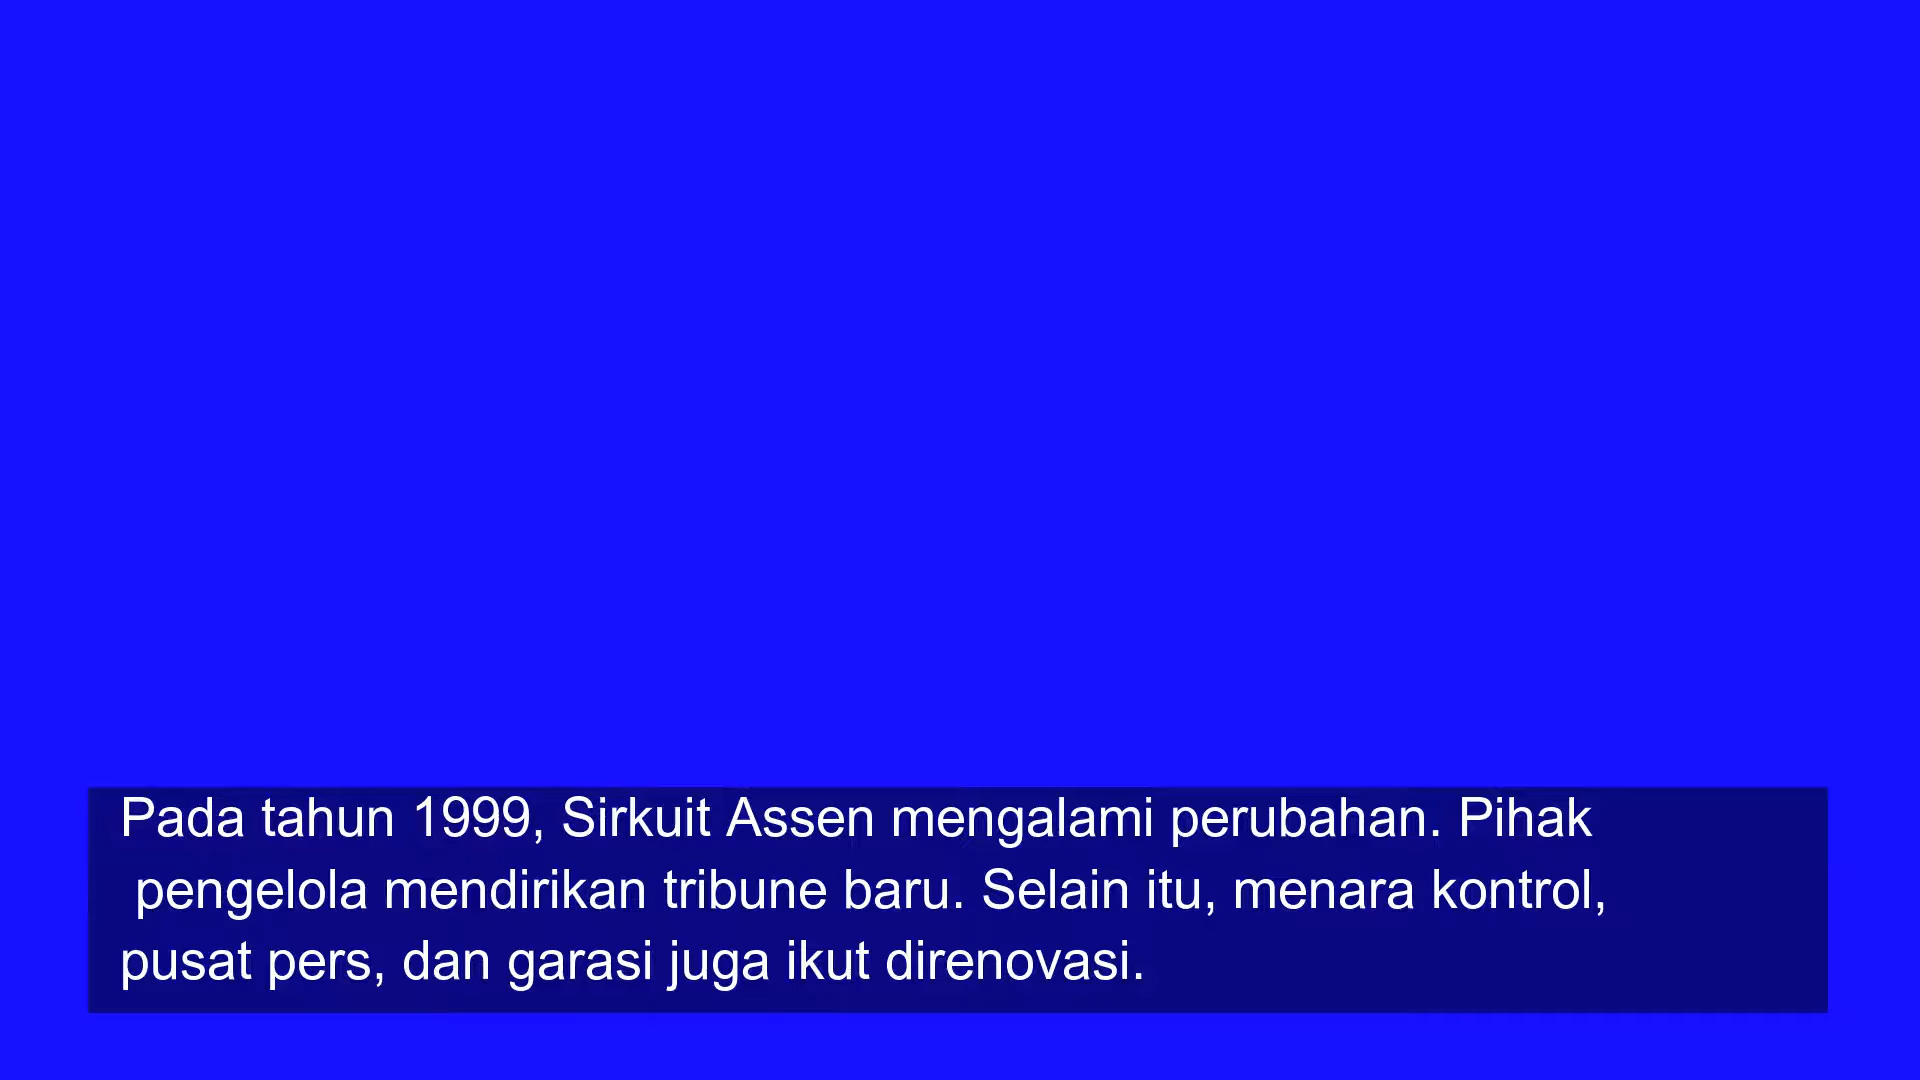 Pada tahun 1999, Sirkuit Assen mengalami perubahan. Pihak
pengelola mendirikan tribune baru. Selain itu, menara kontrol,
pusat pers, dan garasi juga ikut direnovasi.